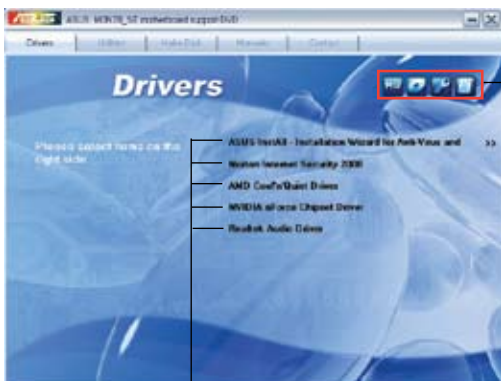 ASUS M3N78_ST motherboard support DVD
Drivers Utilities Make Disk Manuals Contact
Drivers
Please select items on the
right side.
ASUS InstAll - Installation Wizard for Anti-Virus and >>
Norton Internet Security 2008
AMD Cool'n'Quiet Driver
NVIDIA nForce Chipset Driver
Realtek Audio Driver